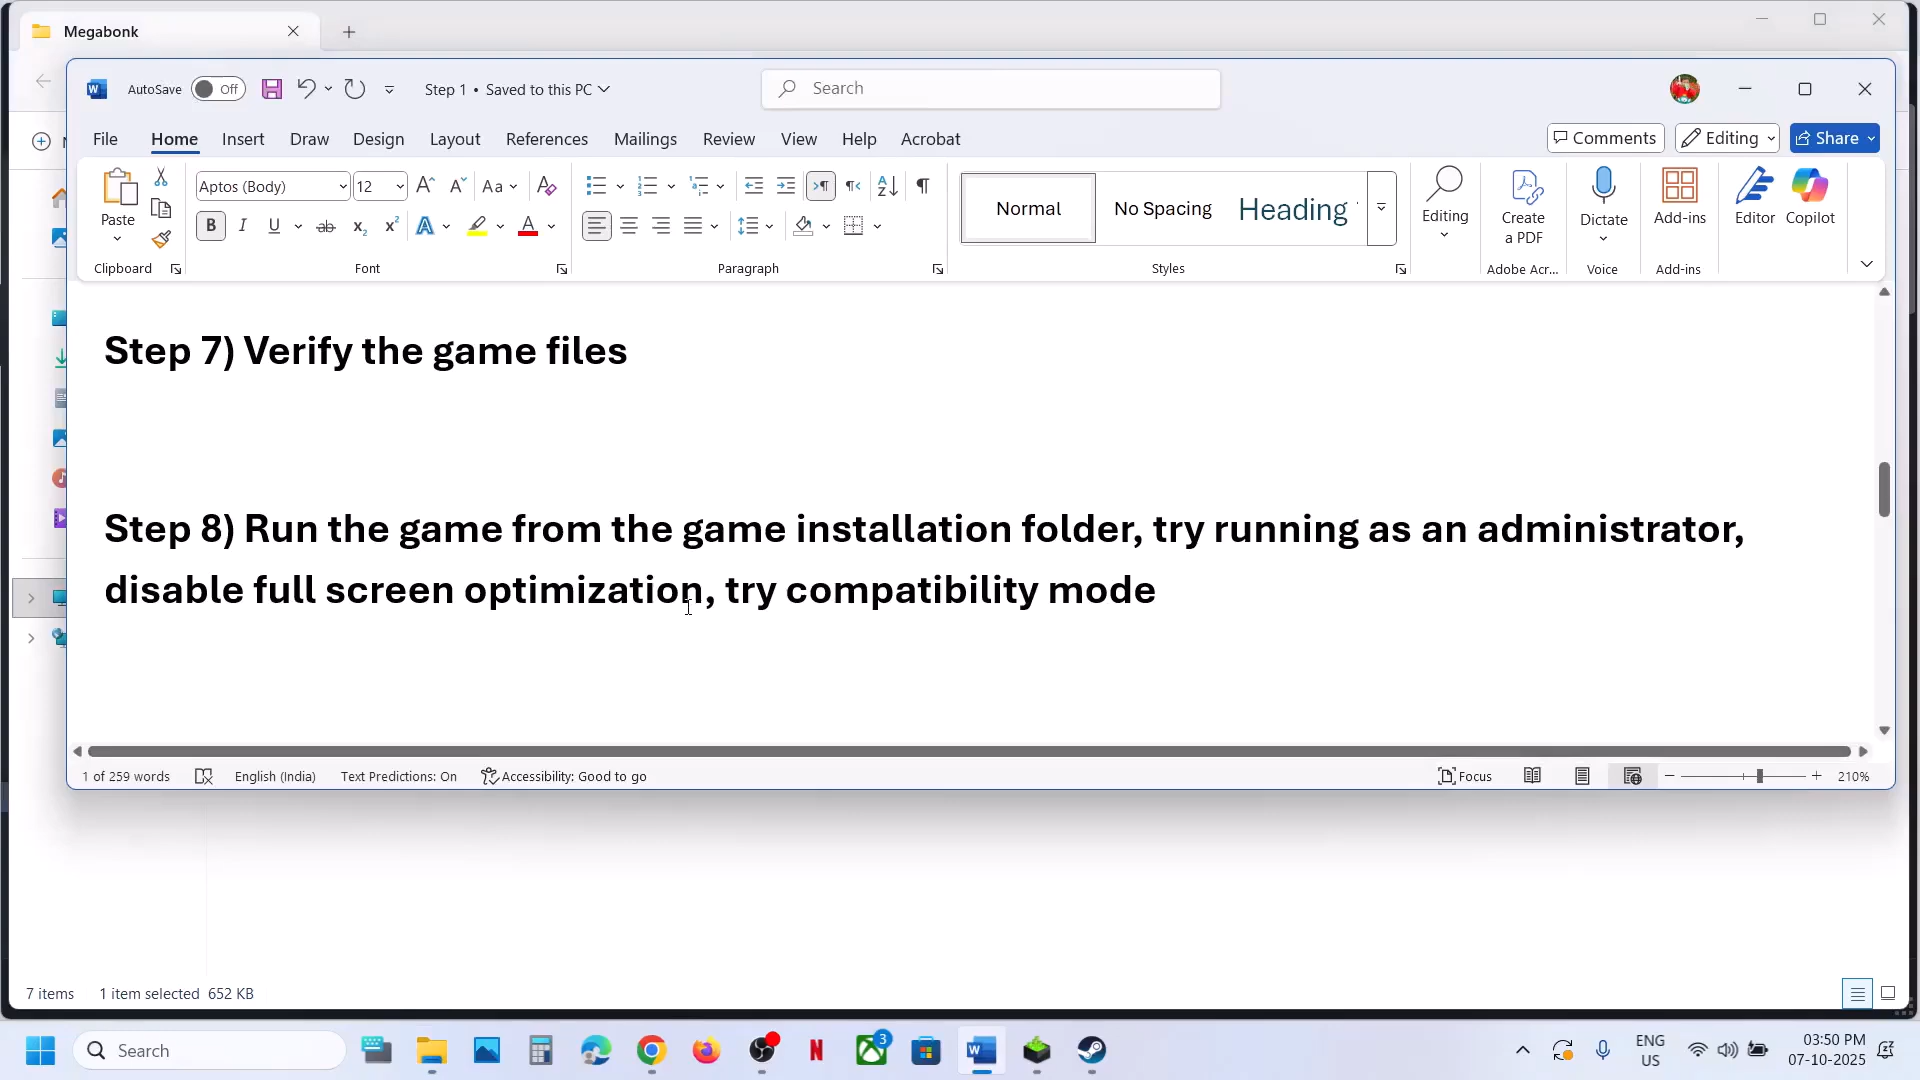 Megabonk
AutoSave Off Step 1 • Saved to this PC Search
File Home Insert Draw Design Layout References Mailings Review View Help Acrobat Comments Editing Share
Paste Aptos (Body) 12 Normal No Spacing Heading Editing Create a PDF Dictate Add-ins Editor Copilot
Clipboard Font Paragraph Styles Adobe Acr... Voice Add-ins
Step 7) Verify the game files
Step 8) Run the game from the game installation folder, try running as an administrator,
disable full screen optimization, try compatibility mode
1 of 259 words English (India) Text Predictions: On Accessibility: Good to go Focus 210%
7 items 1 item selected 652 KB
Search 3 ENG US 03:50 PM 07-10-2025